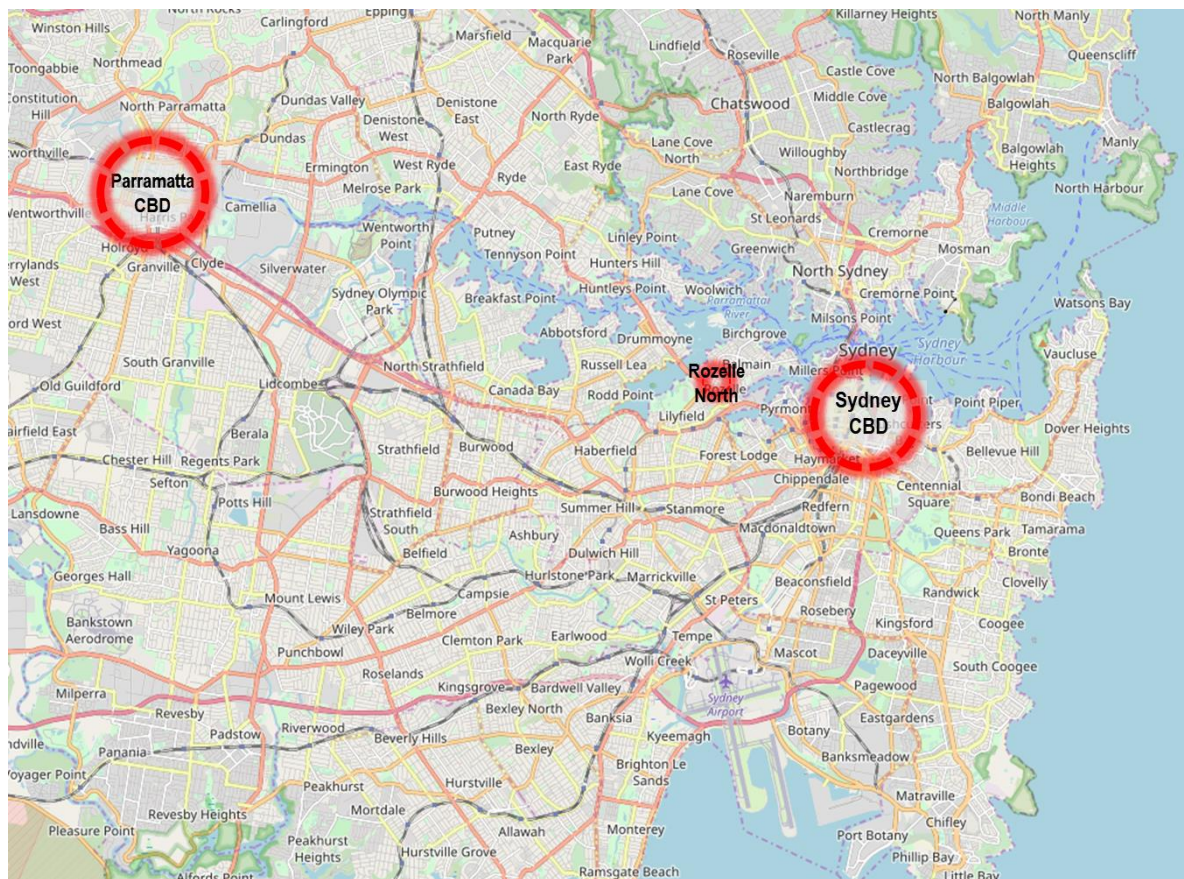 North Rocks
Carlingford
Epping
Killarney Heights
North Manly
Winston Hills
Marsfield
Macquarie
Park
Lindfield
Roseville
Queenscliff
Toongabbie
Northmead
Castle Cove
North Balgowlah
Constitution
Hill
North Parramatta
Dundas Valley
Denistone
East
Chatswood
Middle Cove
Balgowlah
Denistone
West
North Ryde
Castlecrag
Manly
Dundas
Lane Cove
North
Willoughby
Balgowlah
Heights
Ermington
West Ryde
East Ryde
Northbridge
Parramatta
CBD
Melrose Park
Ryde
Lane Cove
Naremburn
North Harbour
Wentworthville
Camellia
St Leonards
Middle
Harbour
Harris
Wentworth
Point
Putney
Linley Point
Cremorne
Holroyd
Tennyson Point
Greenwich
Mosman
Granville
Clyde
Silverwater
Hunters Hill
North Sydney
West
Sydney Olympic
Park
Breakfast Point
Huntleys Point
Woolwich
Cremorne Point
Watsons Bay
Parramatta
River
Milsons Point
Abbotsford
Drummoyne
Birchgrove
Sydney
Sydney
Harbour
Vaucluse
South Granville
North Strathfield
Russell Lea
Rozelle
North
Balmain
Millers Point
Old Guildford
Lidcombe
Canada Bay
Rodd Point
Sydney
CBD
Point Piper
Lilyfield
Pyrmont
Dover Heights
Berala
Strathfield
Burwood
Haberfield
Forest Lodge
Haymarket
Bellevue Hill
Chester Hill
Regents Park
Chippendale
Sefton
Potts Hill
Burwood Heights
Summer Hill
Stanmore
Redfern
Centennial
Square
Bondi Beach
Lansdowne
Bass Hill
Strathfield
South
Ashbury
Macdonaldtown
Queens Park
Tamarama
Yagoona
Belfield
Dulwich Hill
Bronte
Georges Hall
Hurlstone Park
Marrickville
Beaconsfield
Clovelly
Mount Lewis
Campsie
St Peters
Randwick
Bankstown
Aerodrome
Belmore
Rosebery
Kingsford
Coogee
Wiley Park
Clemton Park
Earlwood
Tempe
Punchbowl
Mascot
Daceyville
Roselands
Wolli Creek
South Coogee
Milperra
Kingsgrove
Bardwell Valley
Sydney
Airport
Pagewood
Revesby
Bexley North
Banksia
Eastgardens
Padstow
Riverwood
Beverly Hills
Kyeemagh
Botany
Panania
Bexley
Banksmeadow
Voyager Point
Peakhurst
Hurstville
Brighton Le
Sands
Matraville
Revesby Heights
Mortdale
Chifley
Pleasure Point
Allawah
Monterey
Port Botany
Peakhurst
Heights
Hurstville Grove
Phillip Bay
Alfords Point
Ramsgate Beach
Little Bay